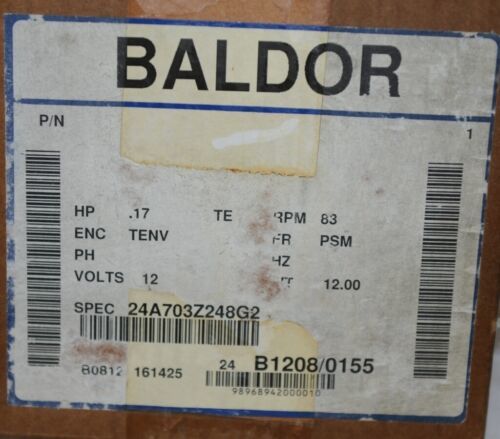 BALDOR
P/N 1
HP .17 TE RPM 83
ENC TENV FR PSM
PH HZ
VOLTS 12 12.00
SPEC 24A703Z248G2
B0812 161425 24 B1208/0155
98968942000010